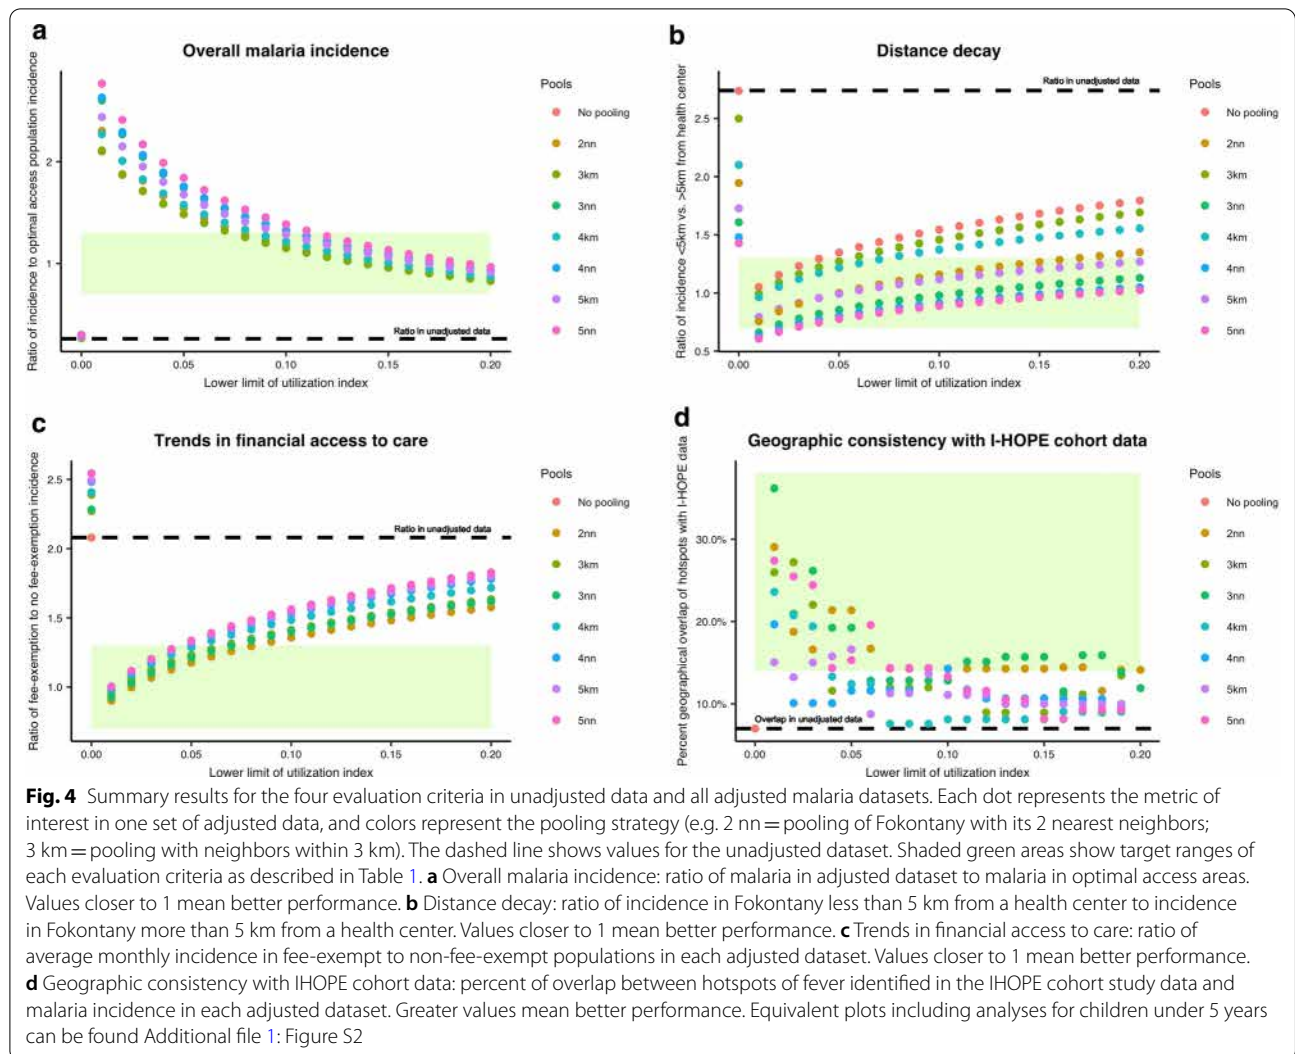 a
Overall malaria incidence
Ratio of incidence to optimal access population incidence
2
1
Ratio in unadjusted data
0.00 0.05 0.10 0.15 0.20
Lower limit of utilization index
Pools
No pooling
2nn
3km
3nn
4km
4nn
5km
5nn
b
Distance decay
Ratio of incidence <5km vs. >5km from health center
Ratio in unadjusted data
2.5
2.0
1.5
1.0
0.5
0.00 0.05 0.10 0.15 0.20
Lower limit of utilization index
Pools
No pooling
2nn
3km
3nn
4km
4nn
5km
5nn
c
Trends in financial access to care
Ratio of fee-exemption to no fee-exemption incidence
2.5
Ratio in unadjusted data
2.0
1.5
1.0
0.00 0.05 0.10 0.15 0.20
Lower limit of utilization index
Pools
No pooling
2nn
3km
3nn
4km
4nn
5km
5nn
d
Geographic consistency with I-HOPE cohort data
Percent geographical overlap of hotspots with I-HOPE data
30.0%
20.0%
10.0%
Overlap in unadjusted data
0.00 0.05 0.10 0.15 0.20
Lower limit of utilization index
Pools
No pooling
2nn
3km
3nn
4km
4nn
5km
5nn
Fig. 4 Summary results for the four evaluation criteria in unadjusted data and all adjusted malaria datasets. Each dot represents the metric of
interest in one set of adjusted data, and colors represent the pooling strategy (e.g. 2 nn = pooling of Fokontany with its 2 nearest neighbors;
3 km = pooling with neighbors within 3 km). The dashed line shows values for the unadjusted dataset. Shaded green areas show target ranges of
each evaluation criteria as described in Table 1. a Overall malaria incidence: ratio of malaria in adjusted dataset to malaria in optimal access areas.
Values closer to 1 mean better performance. b Distance decay: ratio of incidence in Fokontany less than 5 km from a health center to incidence
in Fokontany more than 5 km from a health center. Values closer to 1 mean better performance. c Trends in financial access to care: ratio of
average monthly incidence in fee-exempt to non-fee-exempt populations in each adjusted dataset. Values closer to 1 mean better performance.
d Geographic consistency with IHOPE cohort data: percent of overlap between hotspots of fever identified in the IHOPE cohort study data and
malaria incidence in each adjusted dataset. Greater values mean better performance. Equivalent plots including analyses for children under 5 years
can be found Additional file 1: Figure S2